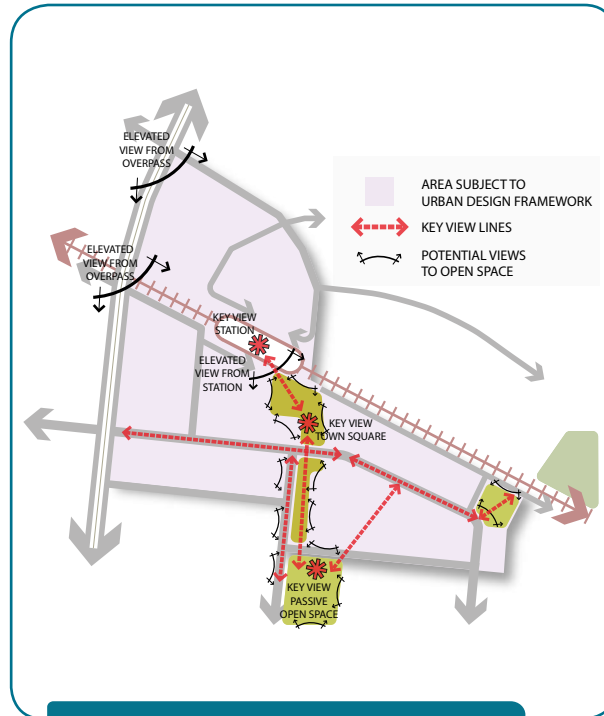 ELEVATED
VIEW FROM
OVERPASS
AREA SUBJECT TO
URBAN DESIGN FRAMEWORK
KEY VIEW LINES
POTENTIAL VIEWS
TO OPEN SPACE
ELEVATED
VIEW FROM
OVERPASS
KEY VIEW
STATION
ELEVATED
VIEW FROM
STATION
KEY VIEW
TOWN SQUARE
KEY VIEW
PASSIVE
OPEN SPACE